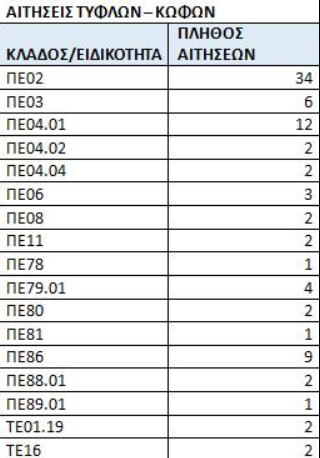 ΑΙΤΗΣΕΙΣ ΤΥΦΛΩΝ – ΚΩΦΩΝ
ΚΛΑΔΟΣ/ΕΙΔΙΚΟΤΗΤΑ ΠΛΗΘΟΣ ΑΙΤΗΣΕΩΝ
ΠΕ02 34
ΠΕ03 6
ΠΕ04.01 12
ΠΕ04.02 2
ΠΕ04.04 2
ΠΕ06 3
ΠΕ08 2
ΠΕ11 2
ΠΕ78 1
ΠΕ79.01 4
ΠΕ80 2
ΠΕ81 1
ΠΕ86 9
ΠΕ88.01 2
ΠΕ89.01 1
ΤΕ01.19 2
ΤΕ16 2